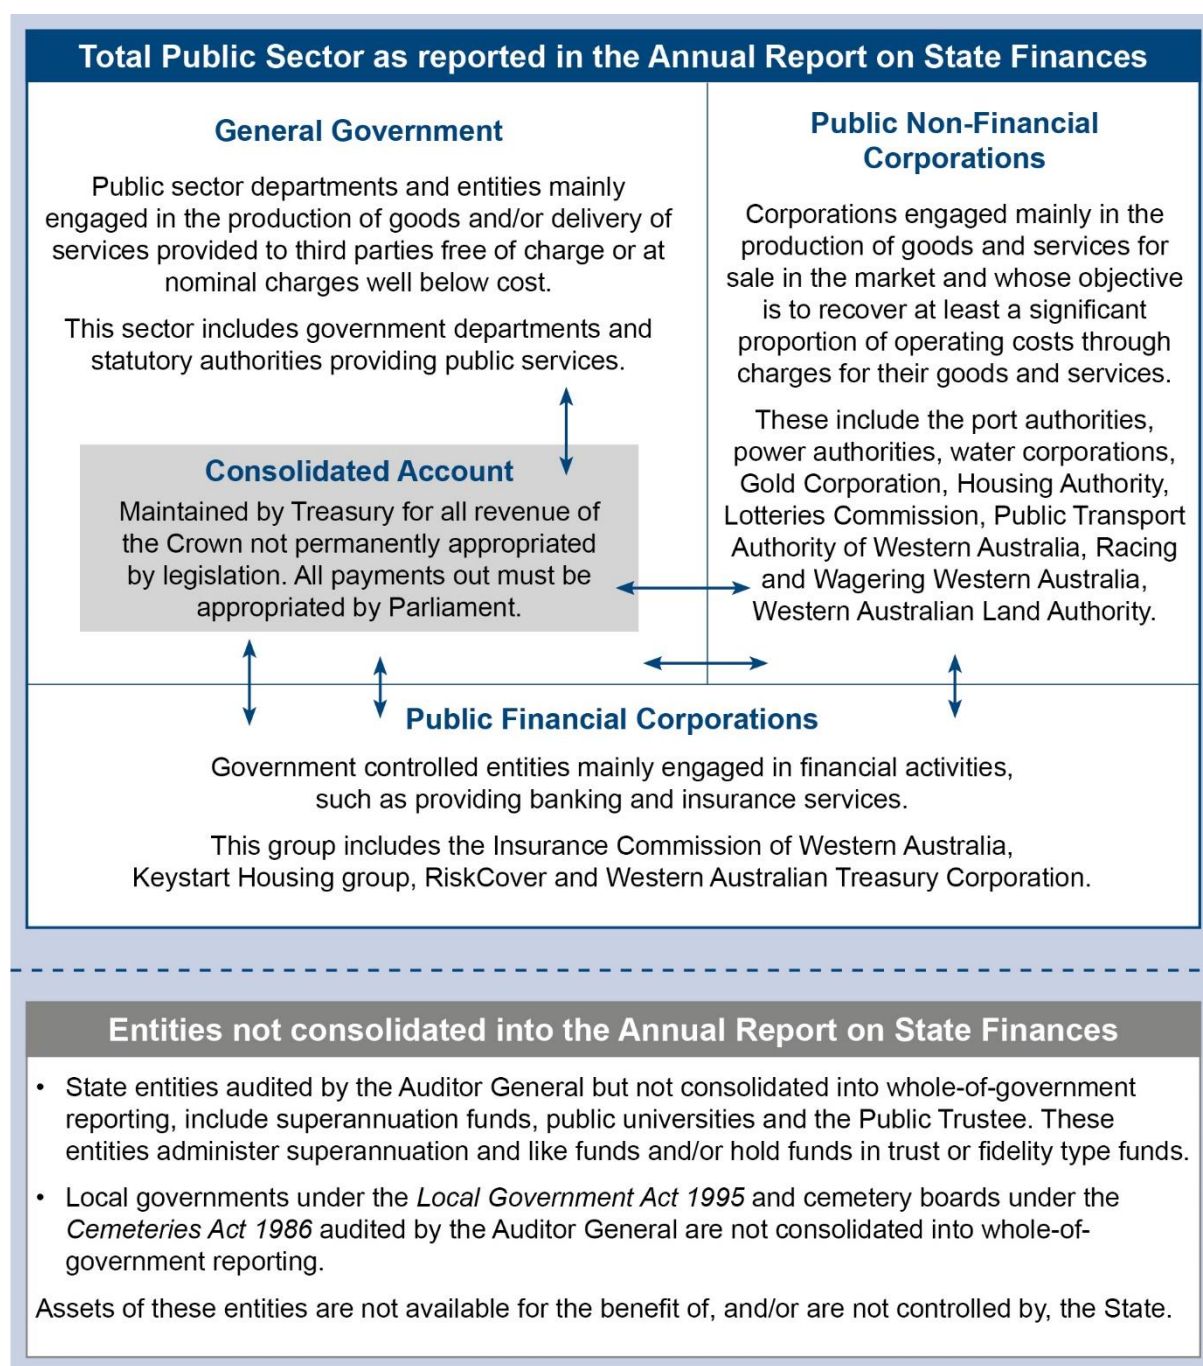 Total Public Sector as reported in the Annual Report on State Finances
General Government
Public sector departments and entities mainly
engaged in the production of goods and/or delivery of
services provided to third parties free of charge or at
nominal charges well below cost.
This sector includes government departments and
statutory authorities providing public services.
Consolidated Account
Maintained by Treasury for all revenue of
the Crown not permanently appropriated
by legislation. All payments out must be
appropriated by Parliament.
Public Non-Financial
Corporations
Corporations engaged mainly in the
production of goods and services for
sale in the market and whose objective
is to recover at least a significant
proportion of operating costs through
charges for their goods and services.
These include the port authorities,
power authorities, water corporations,
Gold Corporation, Housing Authority,
Lotteries Commission, Public Transport
Authority of Western Australia, Racing
and Wagering Western Australia,
Western Australian Land Authority.
Public Financial Corporations
Government controlled entities mainly engaged in financial activities,
such as providing banking and insurance services.
This group includes the Insurance Commission of Western Australia,
Keystart Housing group, RiskCover and Western Australian Treasury Corporation.
Entities not consolidated into the Annual Report on State Finances
• State entities audited by the Auditor General but not consolidated into whole-of-government
reporting, include superannuation funds, public universities and the Public Trustee. These
entities administer superannuation and like funds and/or hold funds in trust or fidelity type funds.
• Local governments under the Local Government Act 1995 and cemetery boards under the
Cemeteries Act 1986 audited by the Auditor General are not consolidated into whole-of-
government reporting.
Assets of these entities are not available for the benefit of, and/or are not controlled by, the State.